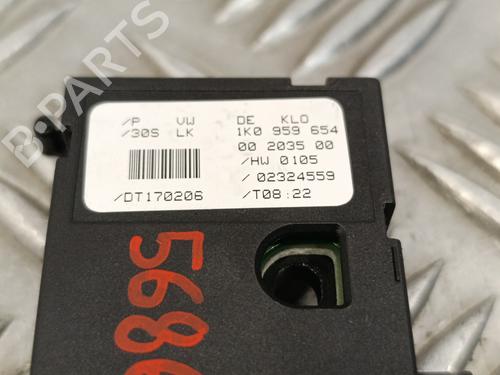 /P VW DE KLO
/30S LK 1K0 959 654
00 2035 00
/HW 0105
/02324559
/DT170206 /T08:22
568
B-PARTS